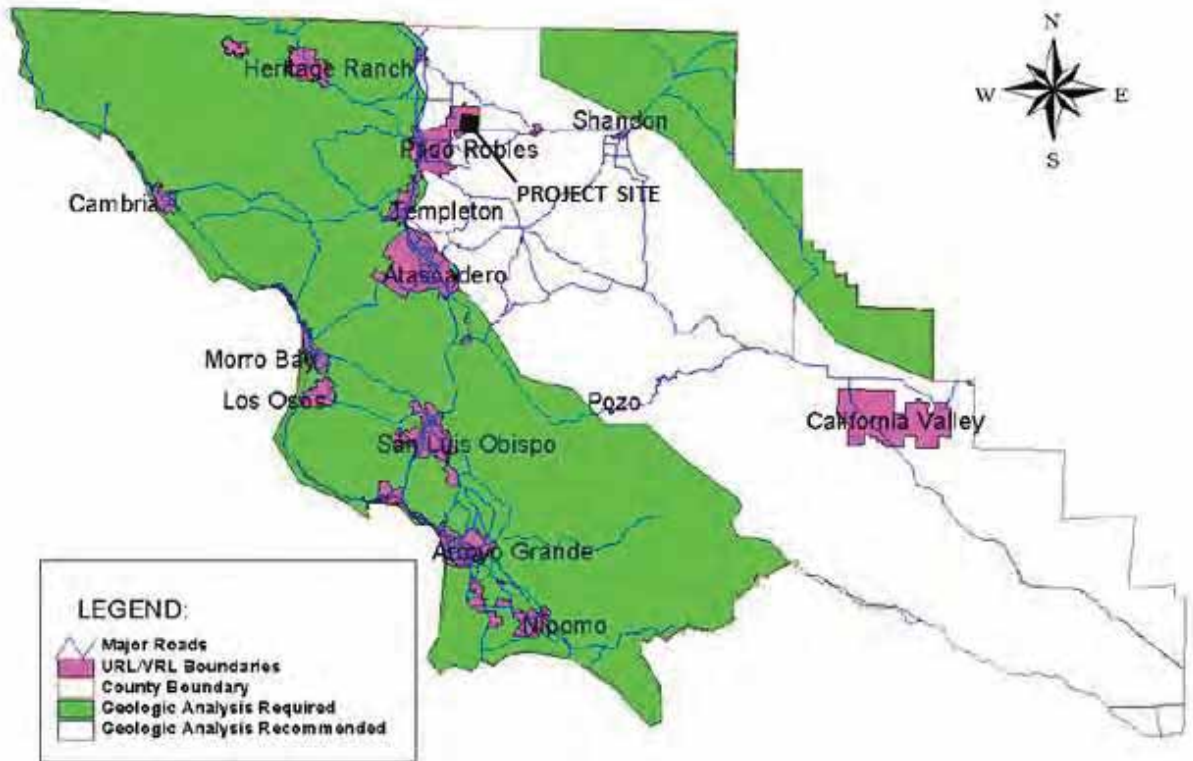 N
W
E
S
Heritage Ranch
Shandon
Paso Robles
PROJECT SITE
Cambria
Templeton
Atascadero
Morro Bay
Los Osos
Pozo
California Valley
San Luis Obispo
Arroyo Grande
Nipomo
LEGEND:
Major Roads
URL/VRL Boundaries
County Boundary
Geologic Analysis Required
Geologic Analysis Recommended